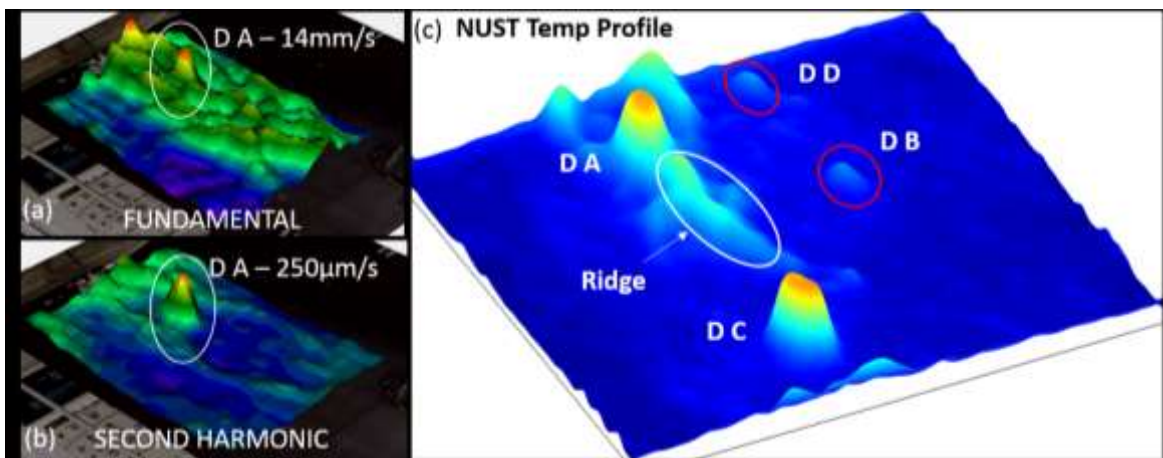 D A – 14mm/s
(a)
FUNDAMENTAL
D A – 250µm/s
(b)
SECOND HARMONIC
(c) NUST Temp Profile
D D
D B
D A
Ridge
D C